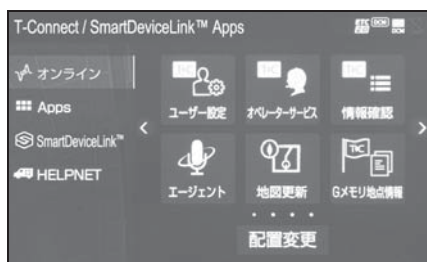 T-Connect / SmartDeviceLink™ Apps
オンライン
Apps
SmartDeviceLink™
HELPNET
ユーザー設定
オペレーターサービス
情報確認
エージェント
地図更新
TiC
Gメモリ地点情報
配置変更